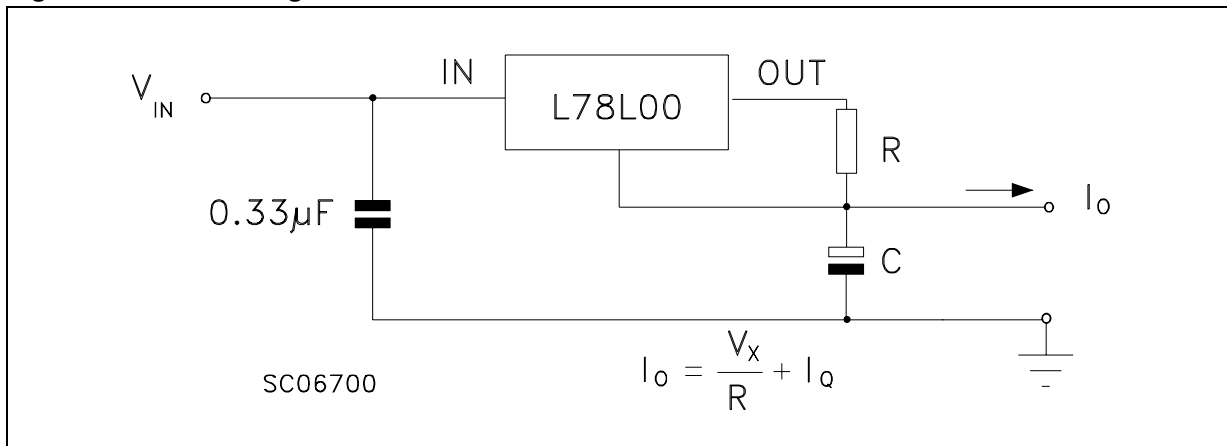 IN
OUT
V_IN
L78L00
R
0.33µF
I_O
C
I_O = V_X / R + I_Q
SC06700